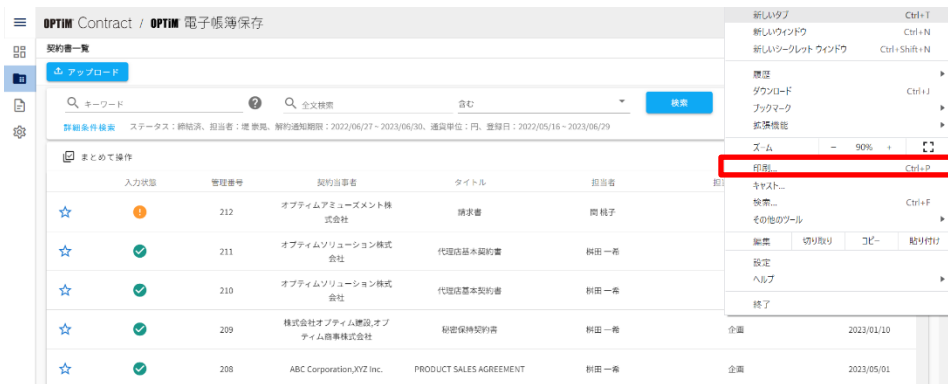 OPTiM Contract / OPTiM 電子帳簿保存
契約書一覧
アップロード
キーワード
全文検索
含む
検索
詳細条件検索 ステータス：締結済、担当者：堤 崇晃、解約通知期限：2022/06/27～2023/06/30、通貨単位：円、登録日：2022/05/16～2023/06/29
まとめて操作
入力状態 管理番号 契約当事者 タイトル 担当者
212 オプティムアミューズメント株式会社 請求書 関 桃子
211 オプティムソリューション株式会社 代理店基本契約書 桝田 一希
210 オプティムソリューション株式会社 代理店基本契約書 桝田 一希
209 株式会社オプティム建設,オプティム商事株式会社 秘密保持契約書 桝田 一希 企画 2023/01/10
208 ABC Corporation,XYZ Inc. PRODUCT SALES AGREEMENT 桝田 一希 企画 2023/05/01
新しいタブ Ctrl+T
新しいウィンドウ Ctrl+N
新しいシークレット ウィンドウ Ctrl+Shift+N
履歴
ダウンロード Ctrl+J
ブックマーク
拡張機能
ズーム - 90% +
印刷... Ctrl+P
キャスト...
検索... Ctrl+F
その他のツール
編集 切り取り コピー 貼り付け
設定
ヘルプ
終了